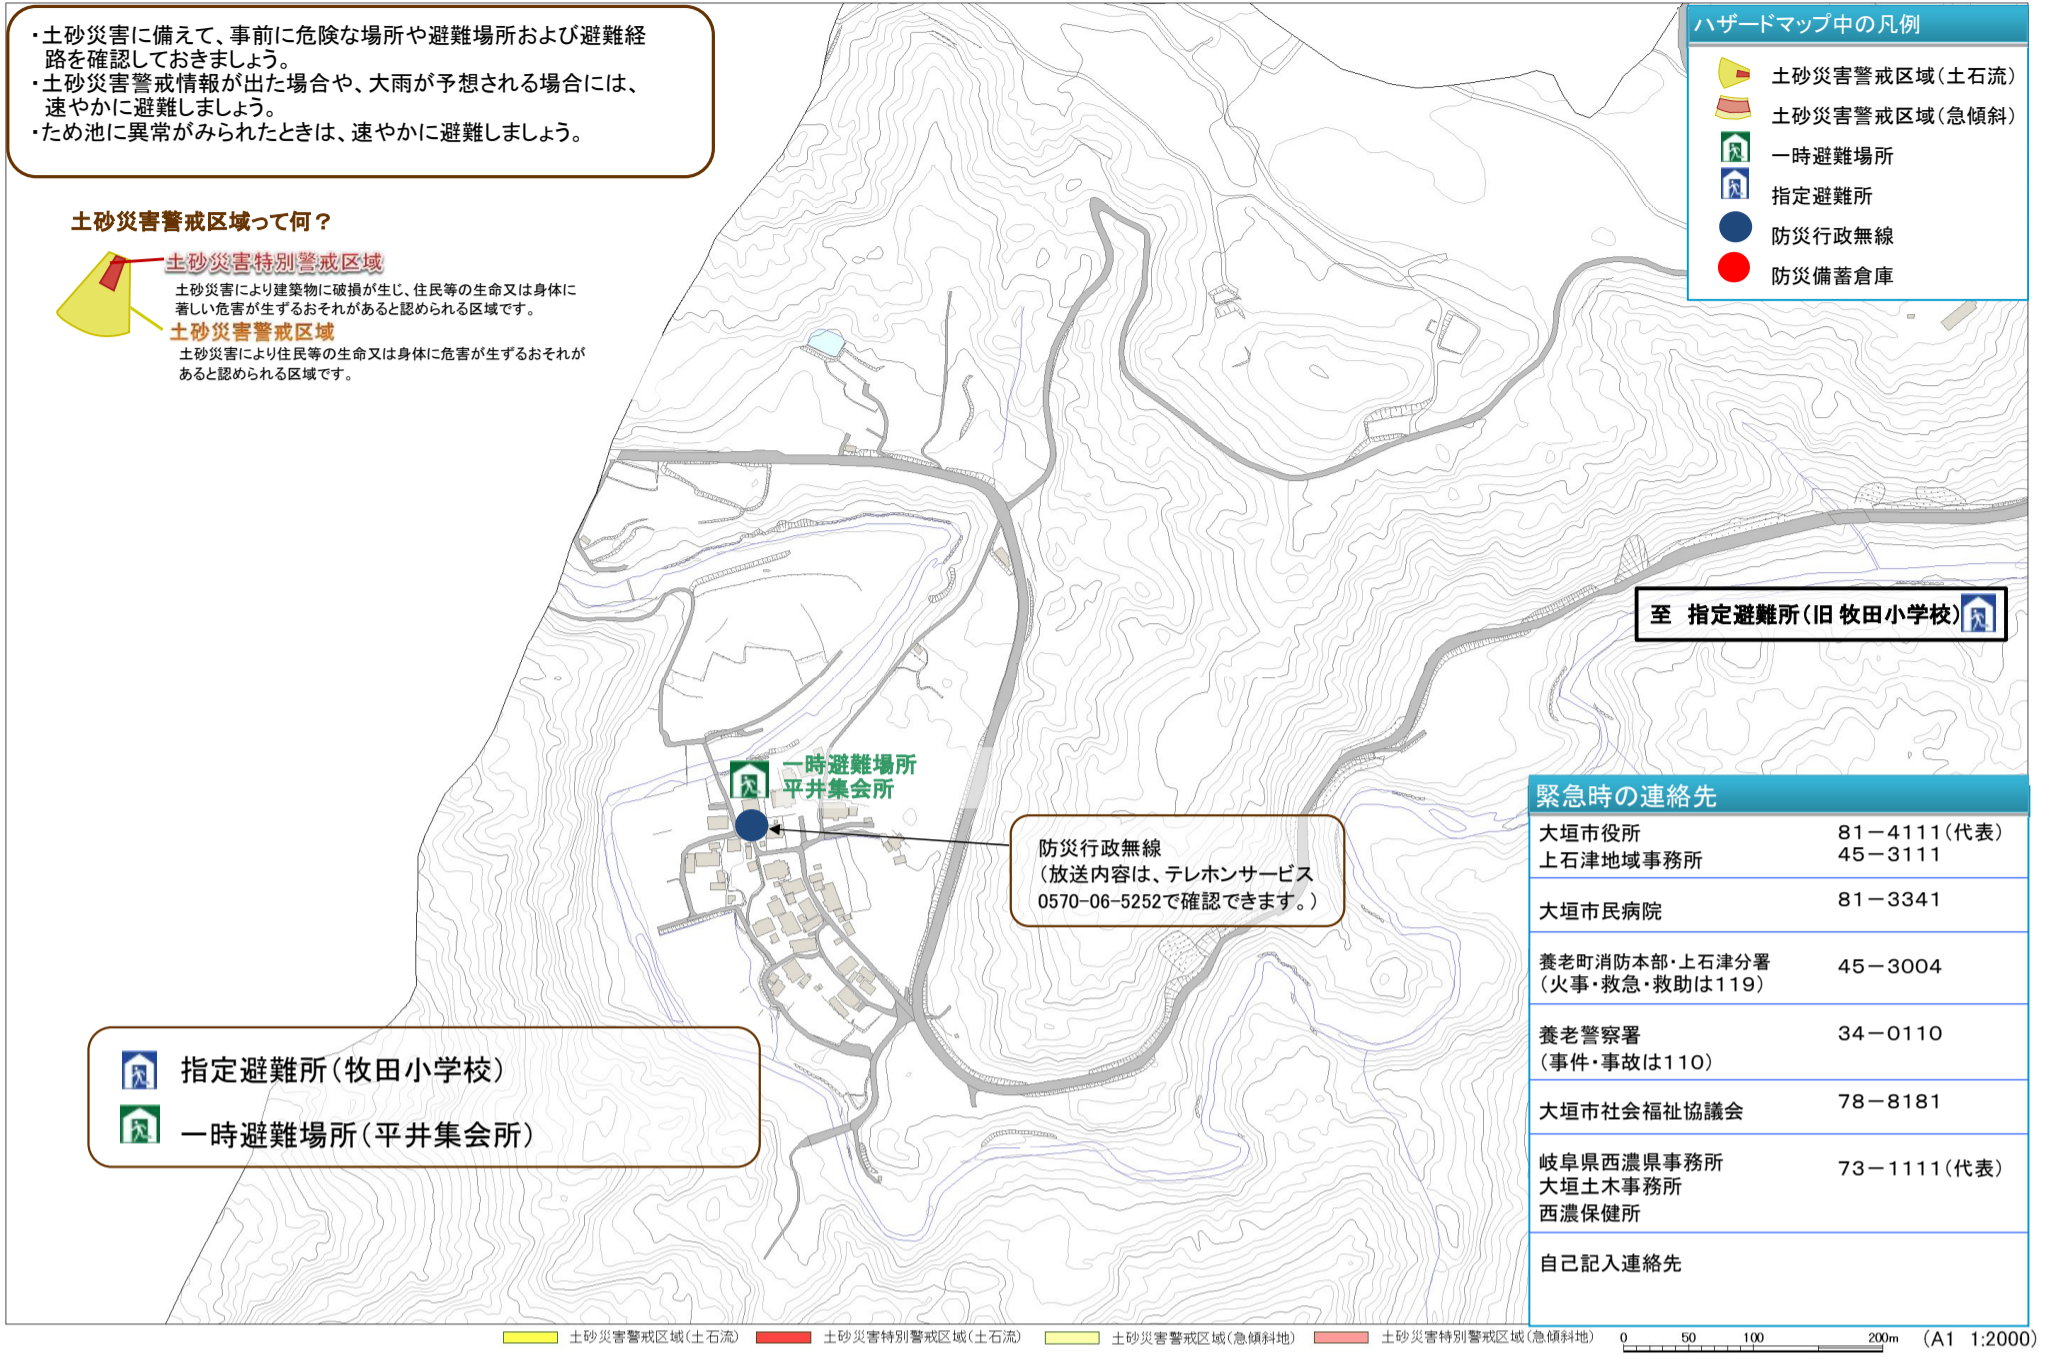 ・土砂災害に備えて、事前に危険な場所や避難場所および避難経
路を確認しておきましょう。
・土砂災害警戒情報が出た場合や、大雨が予想される場合には、
速やかに避難しましょう。
・ため池に異常がみられたときは、速やかに避難しましょう。
土砂災害警戒区域って何？
土砂災害特別警戒区域
土砂災害により建築物に破損が生じ、住民等の生命又は身体に
著しい危害が生ずるおそれがあると認められる区域です。
土砂災害警戒区域
土砂災害により住民等の生命又は身体に危害が生ずるおそれが
あると認められる区域です。
ハザードマップ中の凡例
土砂災害警戒区域（土石流）
土砂災害警戒区域（急傾斜）
一時避難場所
指定避難所
防災行政無線
防災備蓄倉庫
至　指定避難所（旧 牧田小学校）
一時避難場所
平井集会所
防災行政無線
（放送内容は、テレホンサービス
0570-06-5252で確認できます。）
指定避難所（牧田小学校）
一時避難場所（平井集会所）
緊急時の連絡先
大垣市役所　81－4111（代表）
上石津地域事務所　45－3111
大垣市民病院　81－3341
養老町消防本部・上石津分署　45－3004
（火事・救急・救助は119）
養老警察署　34－0110
（事件・事故は110）
大垣市社会福祉協議会　78－8181
岐阜県西濃県事務所　73－1111（代表）
大垣土木事務所
西濃保健所
自己記入連絡先
土砂災害警戒区域（土石流）　土砂災害特別警戒区域（土石流）　土砂災害警戒区域（急傾斜地）　土砂災害特別警戒区域（急傾斜地）　0　50　100　200m　（A1　1:2000）